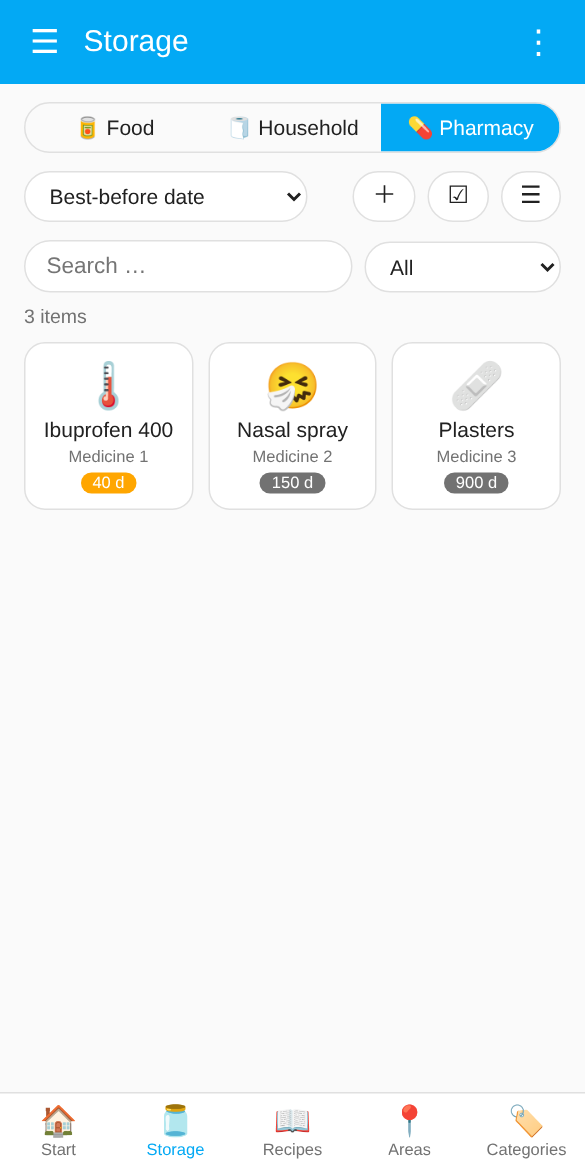 ☰ Storage ⋮
🥫 Food 🧻 Household 💊 Pharmacy
Best-before date
Search …
All
3 items
Ibuprofen 400
Medicine 1
40 d
Nasal spray
Medicine 2
150 d
Plasters
Medicine 3
900 d
Start
Storage
Recipes
Areas
Categories